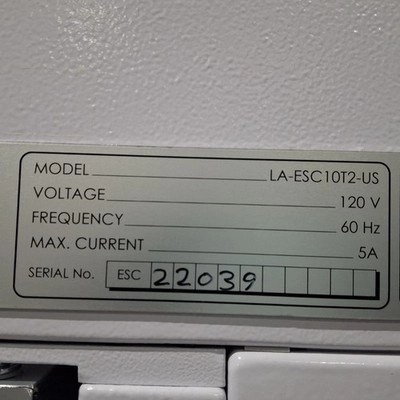 MODEL LA-ESC10T2-US
VOLTAGE 120 V
FREQUENCY 60 Hz
MAX. CURRENT 5A
SERIAL No. ESC 22039